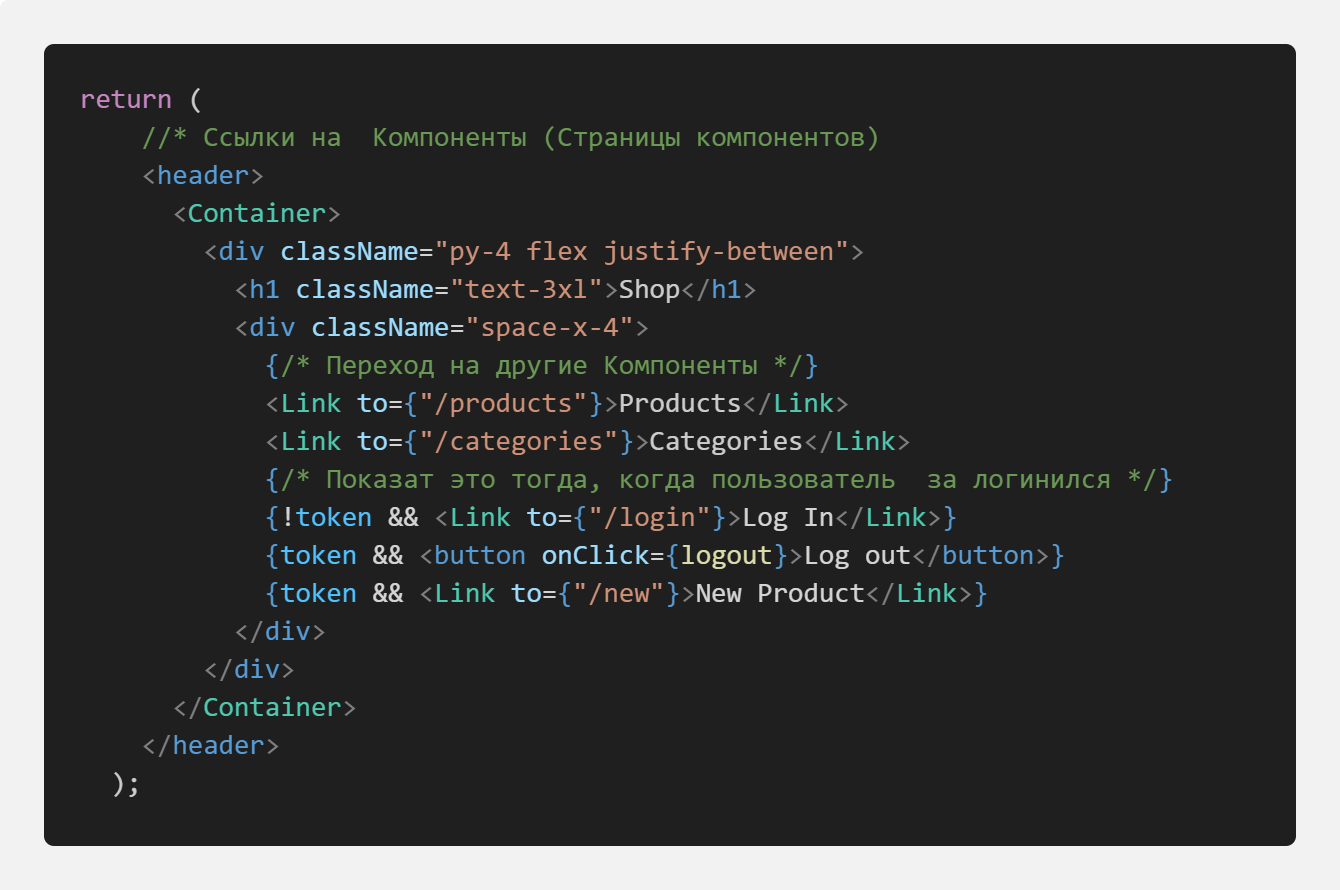 return (
//* Ссылки на  Компоненты (Страницы компонентов)
<header>
<Container>
<div className="py-4 flex justify-between">
<h1 className="text-3xl">Shop</h1>
<div className="space-x-4">
{/* Переход на другие Компоненты */}
<Link to={"/products"}>Products</Link>
<Link to={"/categories"}>Categories</Link>
{/* Показат это тогда, когда пользователь  за логинился */}
{!token && <Link to={"/login"}>Log In</Link>}
{token && <button onClick={logout}>Log out</button>}
{token && <Link to={"/new"}>New Product</Link>}
</div>
</div>
</Container>
</header>
);